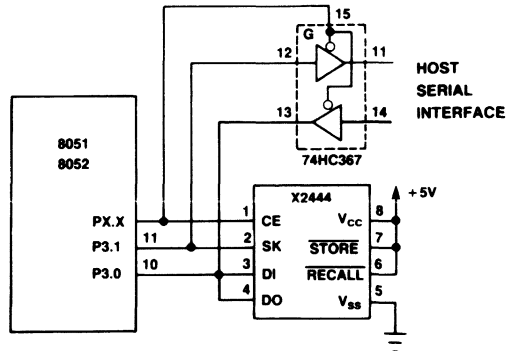 15
G
12
11
HOST
SERIAL
INTERFACE
13
14
74HC367
8051
8052
X2444
+5V
PX.X
1
CE
VCC
8
P3.1
11
2
SK
STORE
7
P3.0
10
3
DI
RECALL
6
4
DO
VSS
5